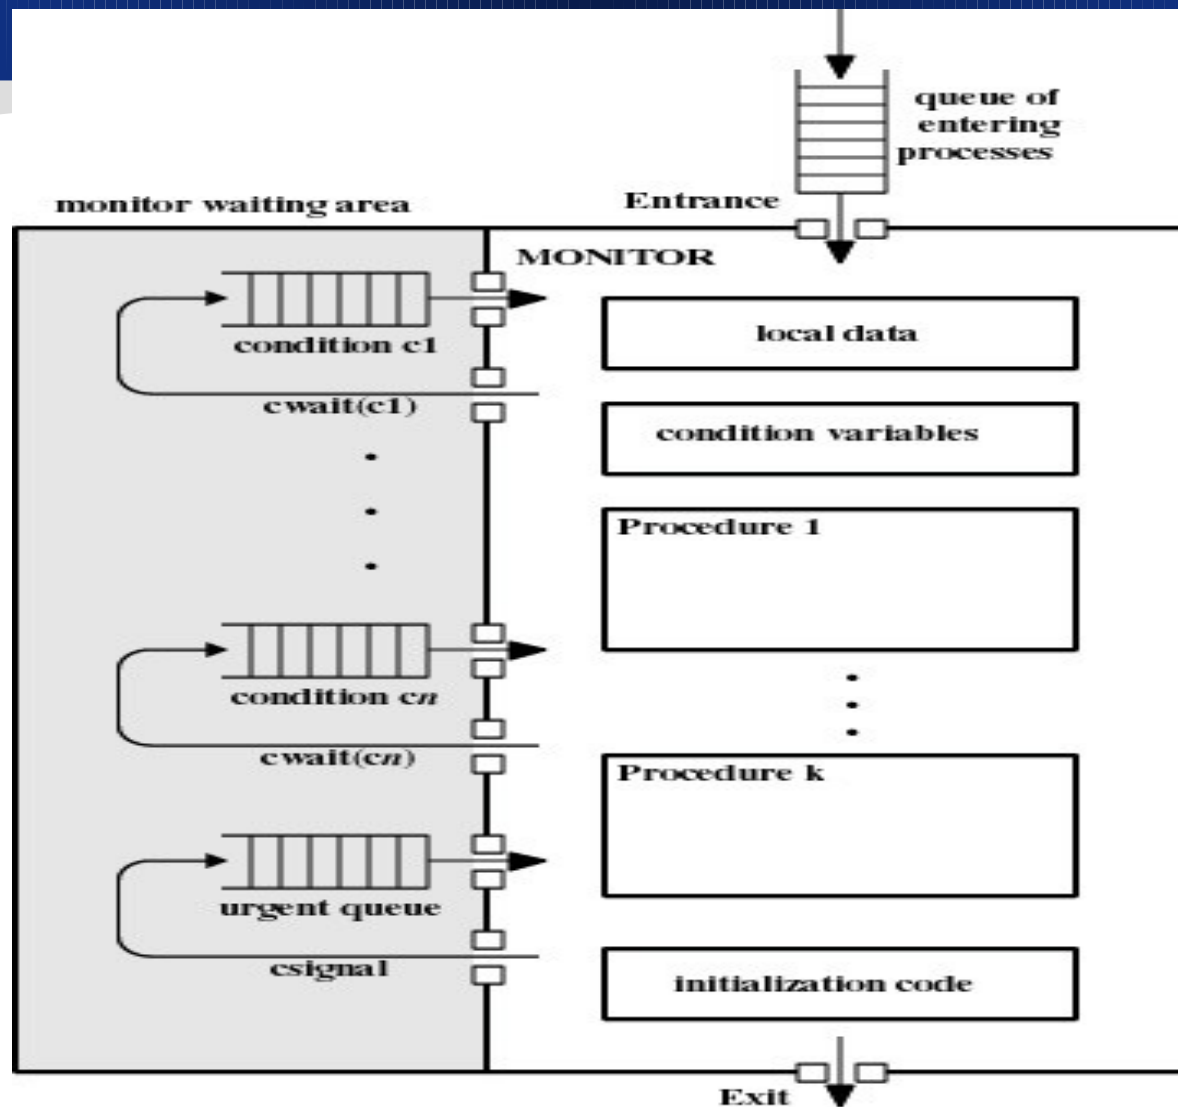 queue of
entering
processes
Entrance
monitor waiting area
MONITOR
condition c1
cwait(c1)
local data
condition variables
Procedure 1
condition cn
cwait(cn)
Procedure k
urgent queue
csignal
initialization code
Exit